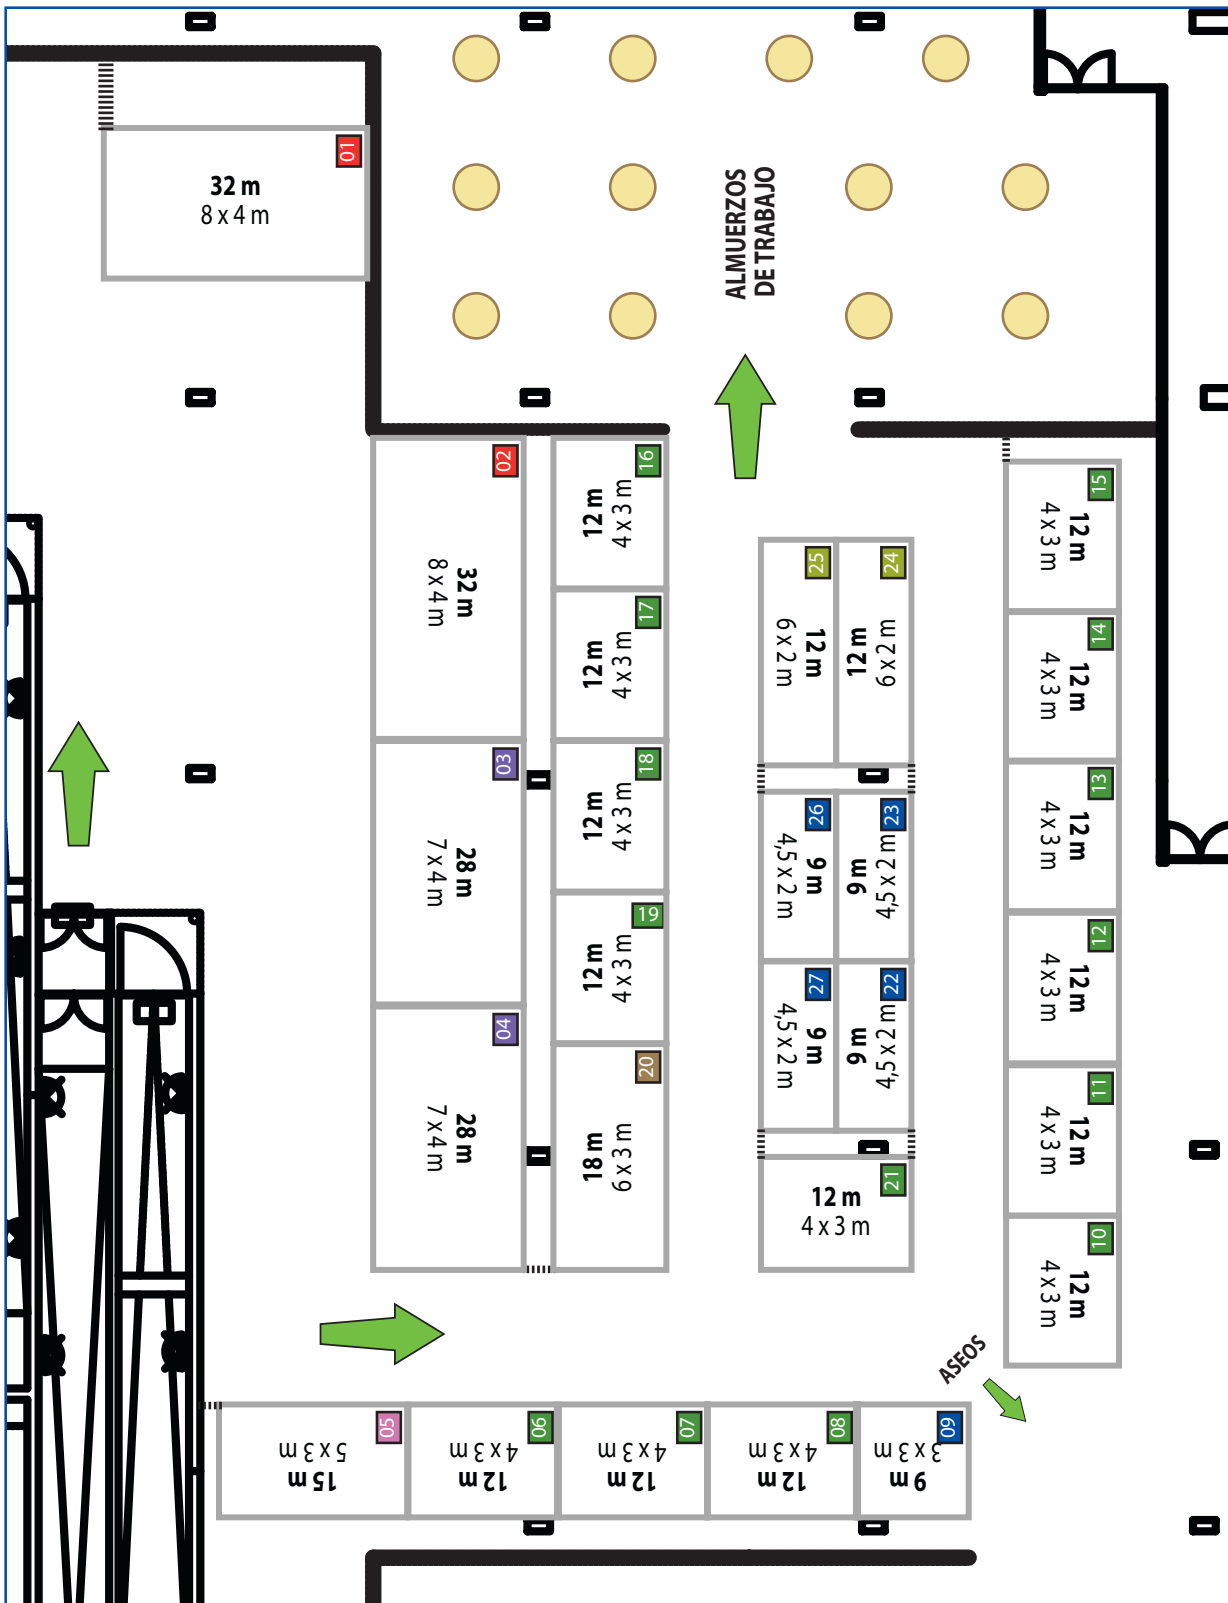 01
32 m
8 x 4 m
ALMUERZOS
DE TRABAJO
02
32 m
8 x 4 m
03
28 m
7 x 4 m
04
28 m
7 x 4 m
16
12 m
4 x 3 m
17
12 m
4 x 3 m
18
12 m
4 x 3 m
19
12 m
4 x 3 m
20
18 m
6 x 3 m
25
12 m
6 x 2 m
24
12 m
6 x 2 m
26
9 m
4,5 x 2 m
23
9 m
4,5 x 2 m
27
9 m
4,5 x 2 m
22
9 m
4,5 x 2 m
21
12 m
4 x 3 m
15
12 m
4 x 3 m
14
12 m
4 x 3 m
13
12 m
4 x 3 m
12
12 m
4 x 3 m
11
12 m
4 x 3 m
10
12 m
4 x 3 m
ASEOS
05
15 m
5 x 3 m
06
12 m
4 x 3 m
07
12 m
4 x 3 m
08
12 m
4 x 3 m
09
9 m
3 x 3 m